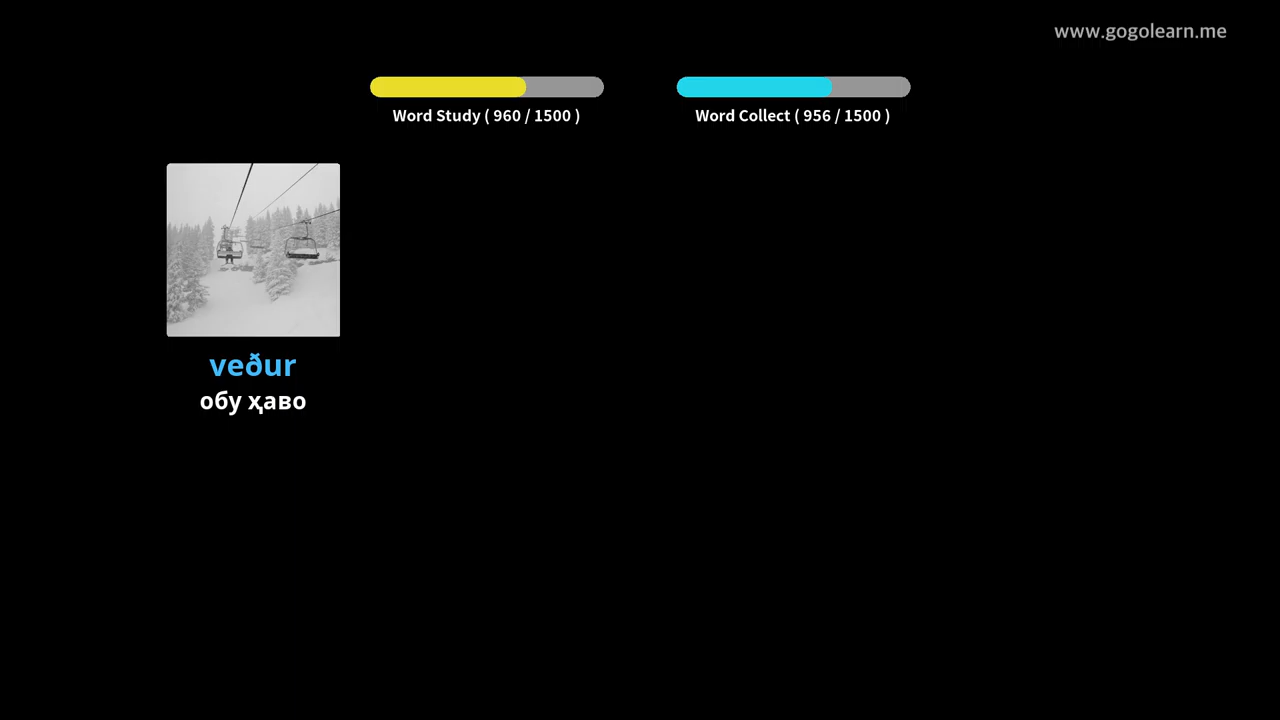 www.gogolearn.me
Word Study ( 960 / 1500 )
Word Collect ( 956 / 1500 )
veður
обу ҳаво